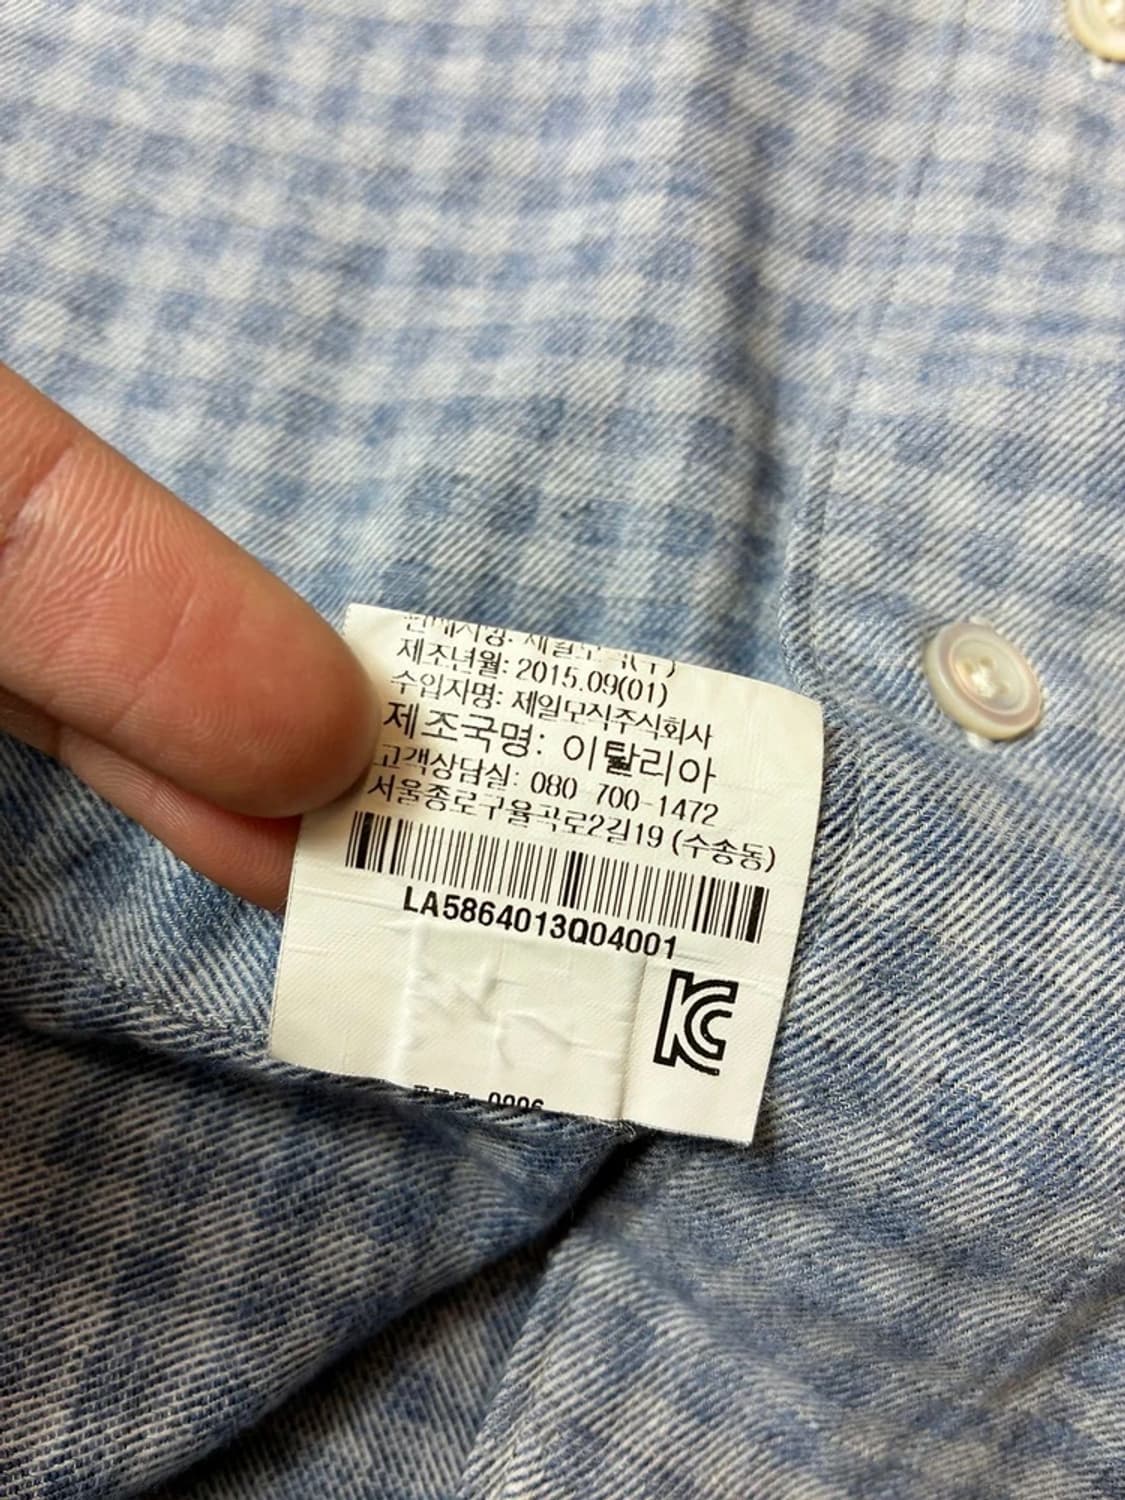 제조년월: 2015.09(01)
수입자명: 제일모직주식회사
제조국명: 이탈리아
고객상담실: 080 700-1472
서울종로구율곡로2길19 (수송동)
LA5864013Q04001
KC